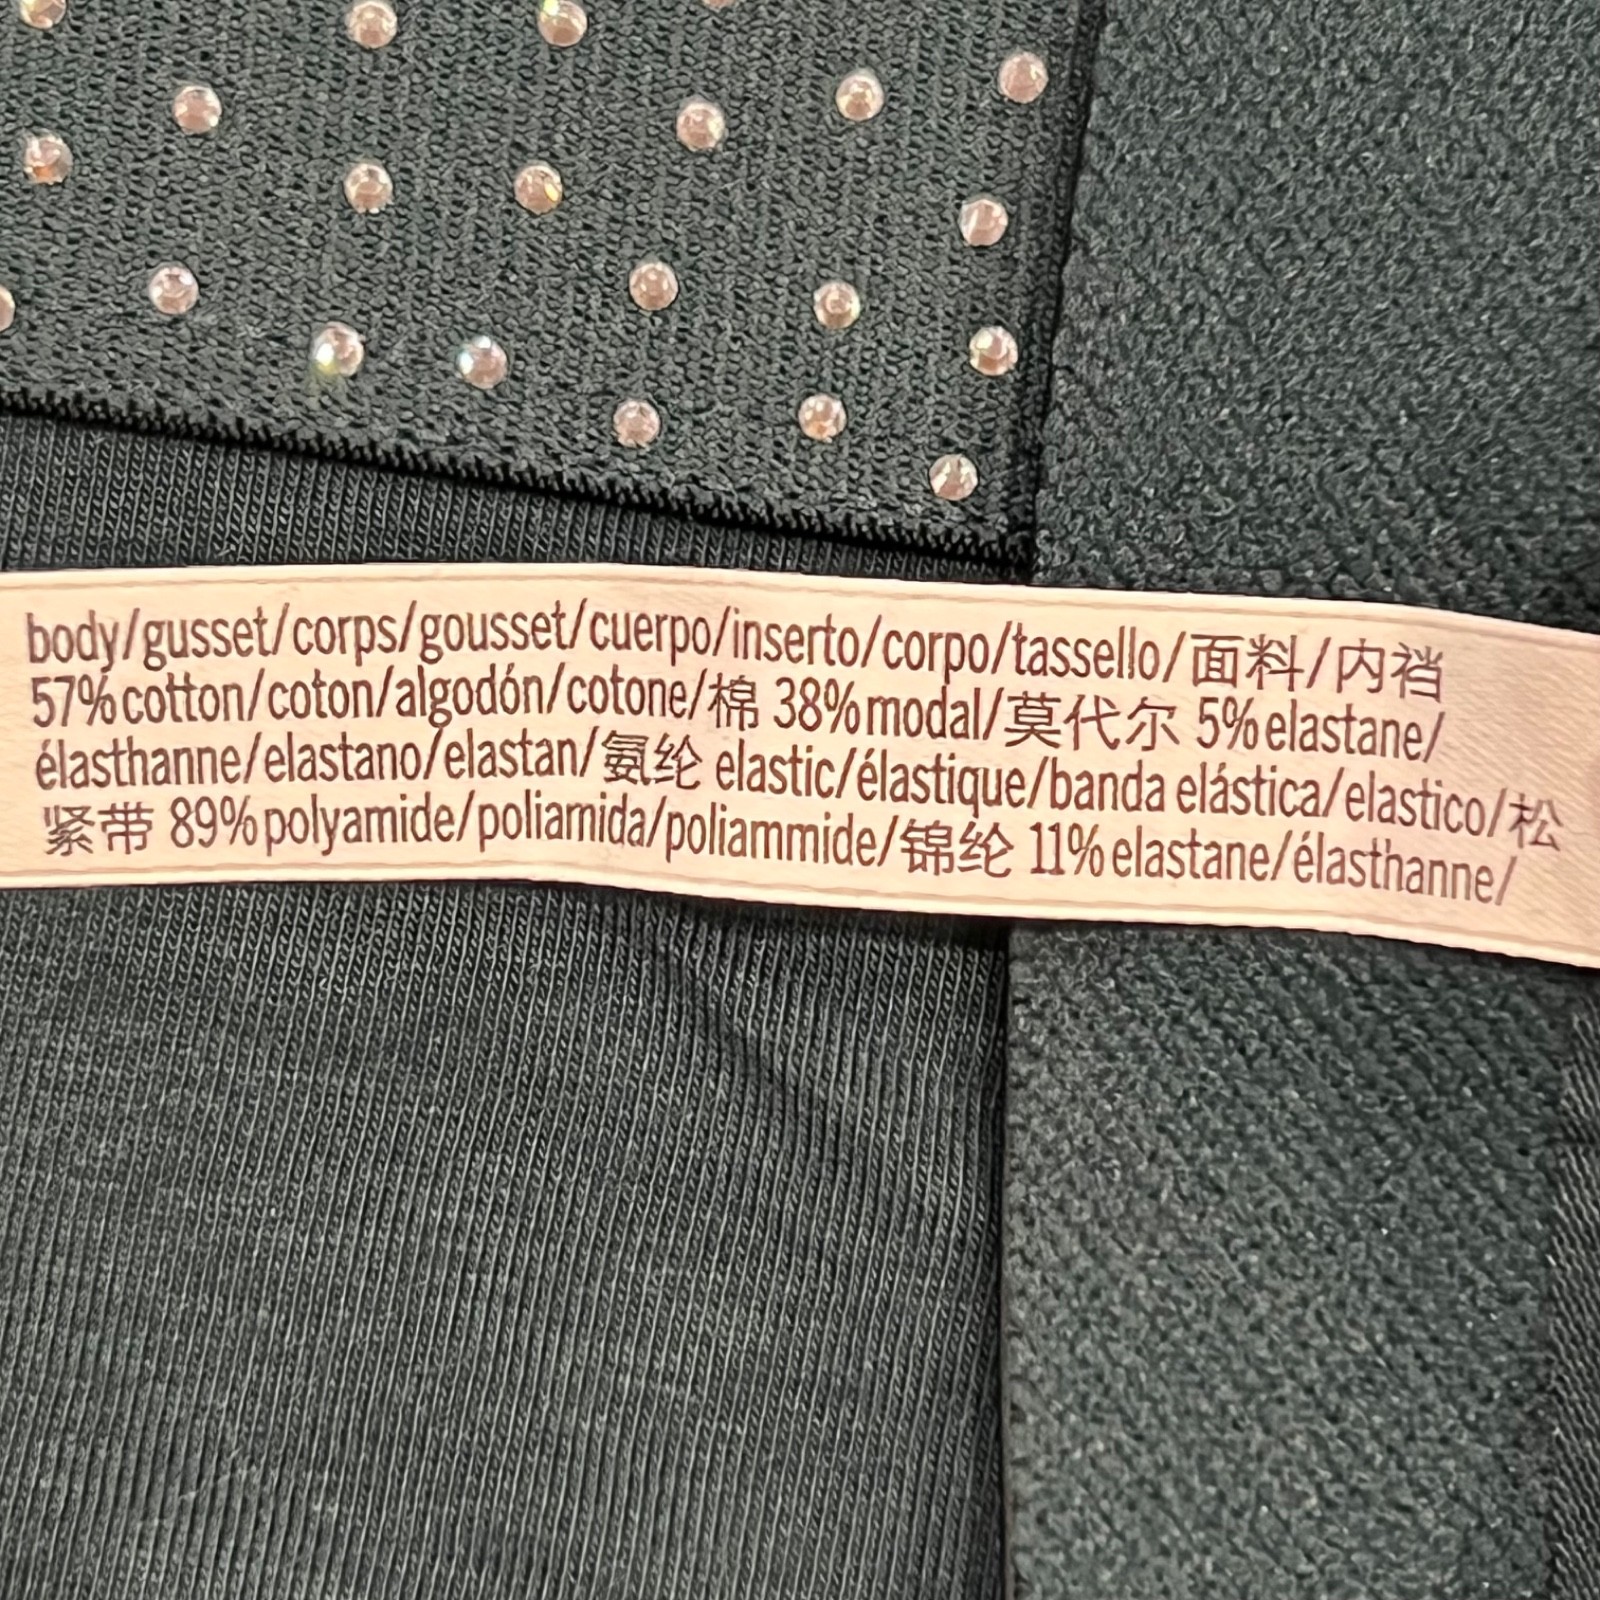 body/gusset/corps/gousset/cuerpo/inserto/corpo/tassello/面料/内裆
57% cotton/coton/algodón/cotone/棉 38% modal/莫代尔 5% elastane/
élasthanne/elastano/elastan/氨纶 elastic/élastique/banda elástica/elastico/松
紧带 89% polyamide/poliamida/poliammide/锦纶 11% elastane/élasthanne/